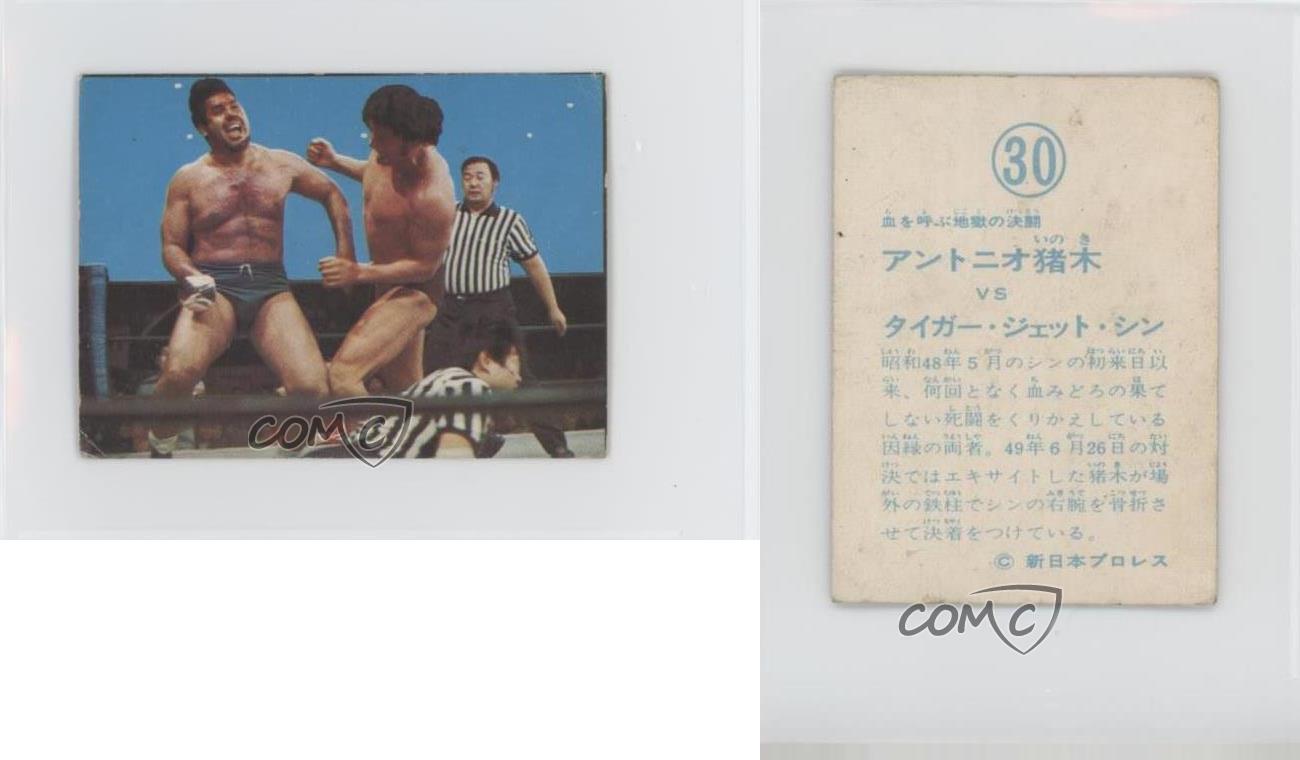 COMC
30
血を呼ぶ地獄の決闘
いのき
アントニオ猪木
VS
タイガー・ジェット・シン
昭和48年5月のシンの初来日以
来、何回となく血みどろの果て
しない死闘をくりかえしている
因縁の両者。49年6月26日の対
決ではエキサイトした猪木が場
外の鉄柱でシンの右腕を骨折さ
せて決着をつけている。
© 新日本プロレス
COMC